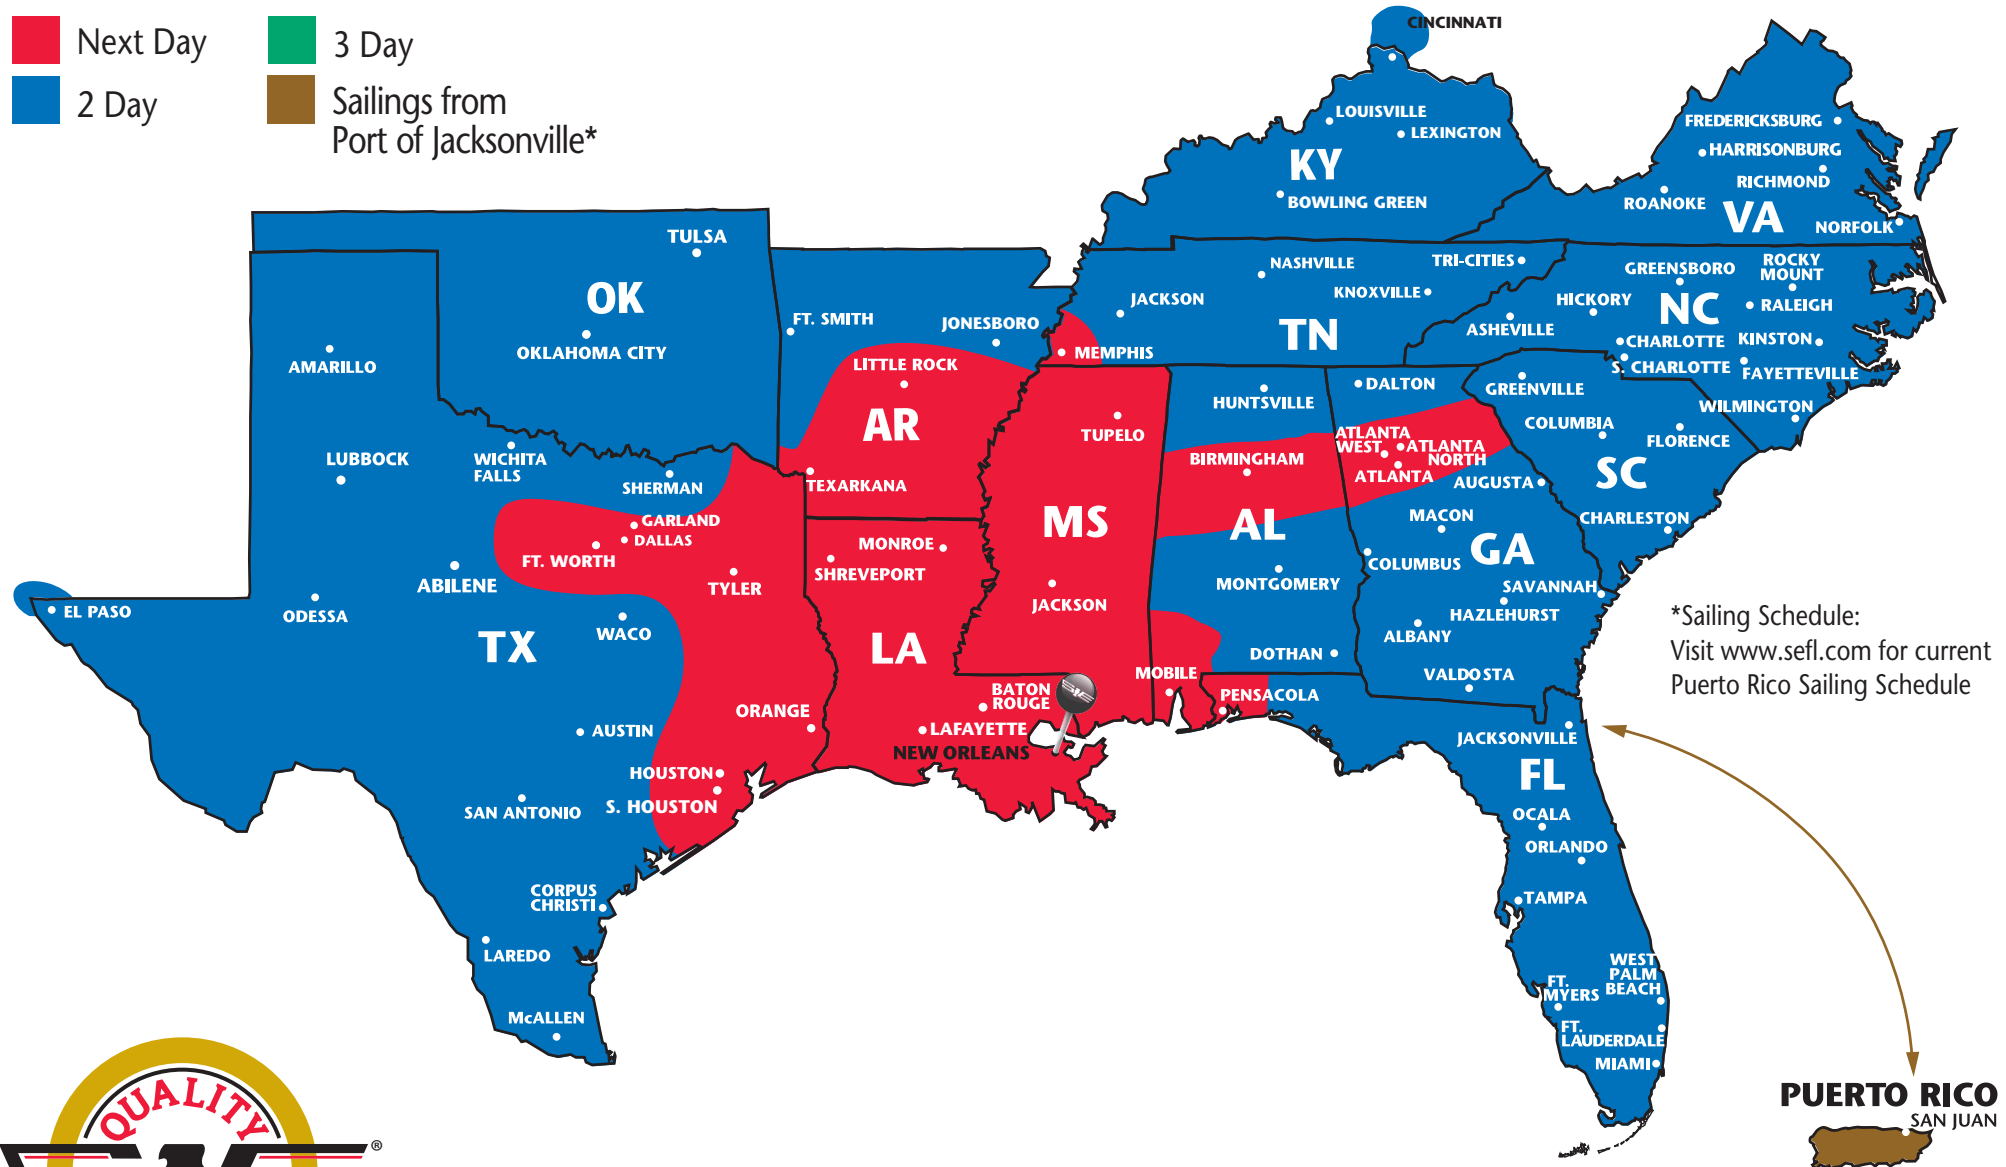 Next Day
3 Day
2 Day
Sailings from
Port of Jacksonville*
CINCINNATI
LOUISVILLE
LEXINGTON
KY
BOWLING GREEN
FREDERICKSBURG
HARRISONBURG
RICHMOND
ROANOKE
VA
NORFOLK
TULSA
OK
OKLAHOMA CITY
NASHVILLE
TRI-CITIES
KNOXVILLE
JACKSON
TN
MEMPHIS
GREENSBORO
ROCKY
MOUNT
HICKORY
NC
RALEIGH
ASHEVILLE
CHARLOTTE
KINSTON
S. CHARLOTTE
FAYETTEVILLE
WILMINGTON
FT. SMITH
JONESBORO
LITTLE ROCK
AR
TEXARKANA
AMARILLO
LUBBOCK
WICHITA
FALLS
SHERMAN
GARLAND
DALLAS
FT. WORTH
TYLER
ABILENE
EL PASO
ODESSA
TX
WACO
AUSTIN
ORANGE
HOUSTON
S. HOUSTON
SAN ANTONIO
CORPUS
CHRISTI
LAREDO
McALLEN
MONROE
SHREVEPORT
LA
BATON
ROUGE
LAFAYETTE
NEW ORLEANS
TUPELO
MS
JACKSON
HUNTSVILLE
BIRMINGHAM
AL
MONTGOMERY
DOTHAN
MOBILE
PENSACOLA
DALTON
ATLANTA
WEST
ATLANTA
NORTH
ATLANTA
AUGUSTA
MACON
GA
COLUMBUS
SAVANNAH
HAZLEHURST
ALBANY
VALDOSTA
GREENVILLE
COLUMBIA
FLORENCE
SC
CHARLESTON
JACKSONVILLE
FL
OCALA
ORLANDO
TAMPA
WEST
PALM
BEACH
FT.
MYERS
FT.
LAUDERDALE
MIAMI
*Sailing Schedule:
Visit www.sefl.com for current
Puerto Rico Sailing Schedule
PUERTO RICO
SAN JUAN
QUALITY
®